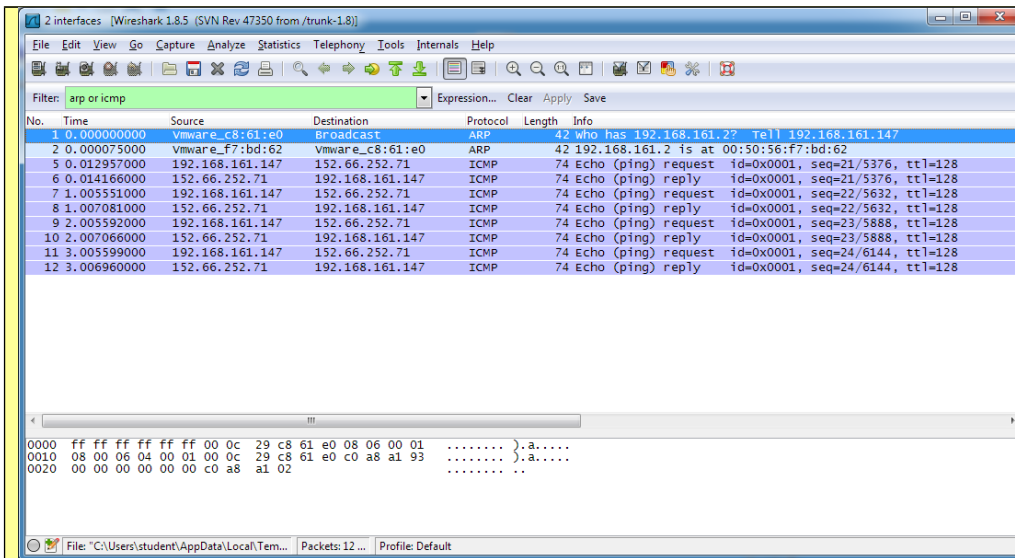 2 interfaces [Wireshark 1.8.5 (SVN Rev 47350 from /trunk-1.8)]
File Edit View Go Capture Analyze Statistics Telephony Tools Internals Help
Filter: arp or icmp Expression... Clear Apply Save
No. Time Source Destination Protocol Length Info
1 0.000000000 Vmware_c8:61:e0 Broadcast ARP 42 Who has 192.168.161.2? Tell 192.168.161.147
2 0.000075000 Vmware_f7:bd:62 Vmware_c8:61:e0 ARP 42 192.168.161.2 is at 00:50:56:f7:bd:62
5 0.012957000 192.168.161.147 152.66.252.71 ICMP 74 Echo (ping) request id=0x0001, seq=21/5376, ttl=128
6 0.014166000 152.66.252.71 192.168.161.147 ICMP 74 Echo (ping) reply id=0x0001, seq=21/5376, ttl=128
7 1.005551000 192.168.161.147 152.66.252.71 ICMP 74 Echo (ping) request id=0x0001, seq=22/5632, ttl=128
8 1.007081000 152.66.252.71 192.168.161.147 ICMP 74 Echo (ping) reply id=0x0001, seq=22/5632, ttl=128
9 2.005592000 192.168.161.147 152.66.252.71 ICMP 74 Echo (ping) request id=0x0001, seq=23/5888, ttl=128
10 2.007066000 152.66.252.71 192.168.161.147 ICMP 74 Echo (ping) reply id=0x0001, seq=23/5888, ttl=128
11 3.005599000 192.168.161.147 152.66.252.71 ICMP 74 Echo (ping) request id=0x0001, seq=24/6144, ttl=128
12 3.006960000 152.66.252.71 192.168.161.147 ICMP 74 Echo (ping) reply id=0x0001, seq=24/6144, ttl=128
0000 ff ff ff ff ff ff 00 0c 29 c8 61 e0 08 06 00 01 ........ ).a.....
0010 08 00 06 04 00 01 00 0c 29 c8 61 e0 c0 a8 a1 93 ........ ).a.....
0020 00 00 00 00 00 00 c0 a8 a1 02 ........ ..
File: "C:\Users\student\AppData\Local\Tem... Packets: 12 ... Profile: Default